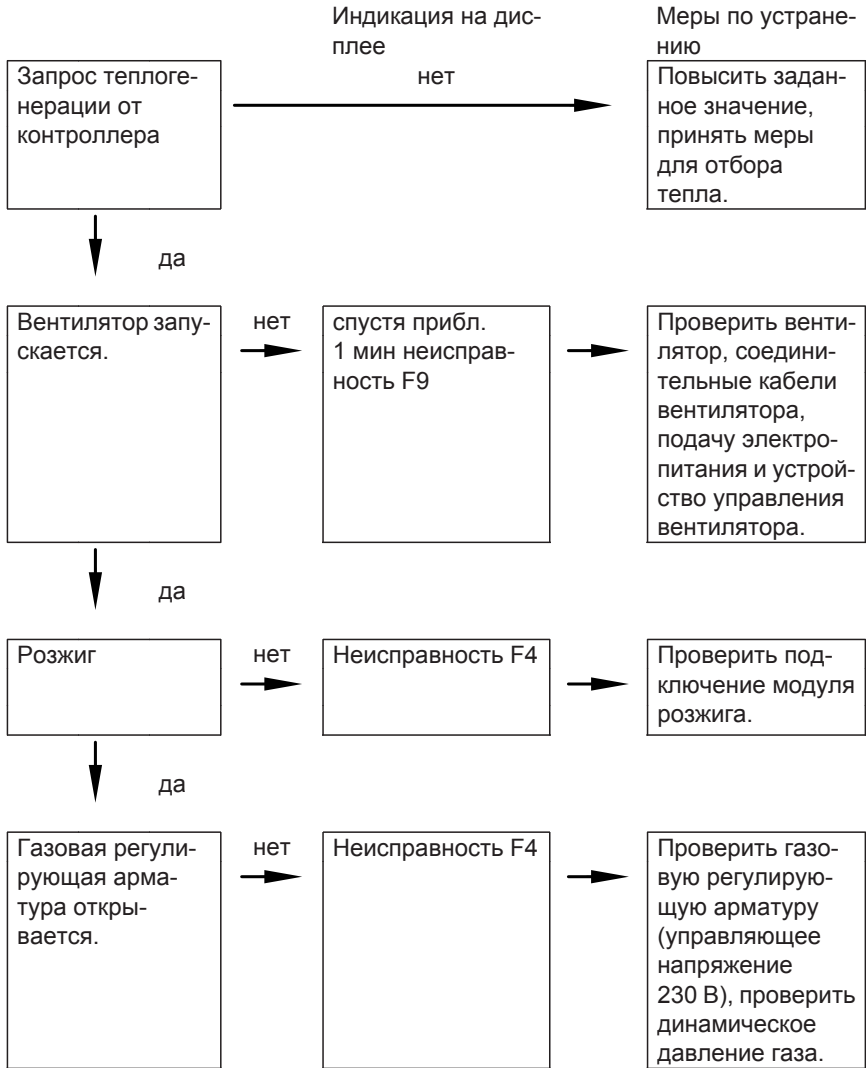 Индикация на дис-
плее
Меры по устране-
нию
Запрос теплоге-
нерации от
контроллера
нет
Повысить задан-
ное значение,
принять меры
для отбора
тепла.
да
Вентилятор запу-
скается.
нет
спустя прибл.
1 мин неисправ-
ность F9
Проверить венти-
лятор, соедини-
тельные кабели
вентилятора,
подачу электро-
питания и устрой-
ство управления
вентилятора.
да
Розжиг
нет
Неисправность F4
Проверить под-
ключение модуля
розжига.
да
Газовая регули-
рующая арма-
тура откры-
вается.
нет
Неисправность F4
Проверить газо-
вую регулирую-
щую арматуру
(управляющее
напряжение
230 В), проверить
динамическое
давление газа.